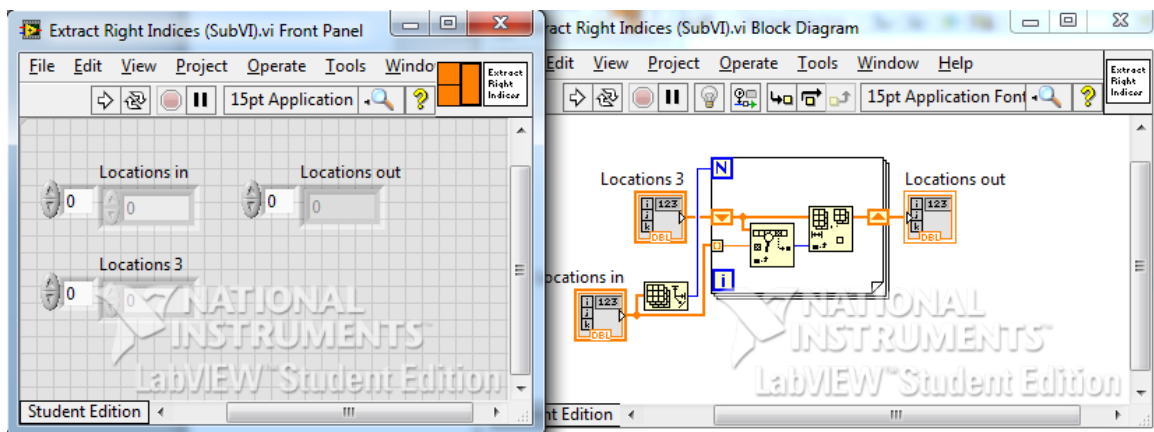 Extract Right Indices (SubVI).vi Front Panel
File Edit View Project Operate Tools Windo
15pt Application
Extract
Right
Indices
Locations in
Locations out
0
0
0
0
Locations 3
0
0
NATIONAL
INSTRUMENTS
LabVIEW Student Edition
Student Edition
ract Right Indices (SubVI).vi Block Diagram
Edit View Project Operate Tools Window Help
15pt Application Font
Extract
Right
Indices
Locations 3
N
Locations out
i 123
j
k
DBL
i 123
j
k
DBL
ocations in
i
i 123
j
k
DBL
NATIONAL
INSTRUMENTS
LabVIEW Student Edition
nt Edition